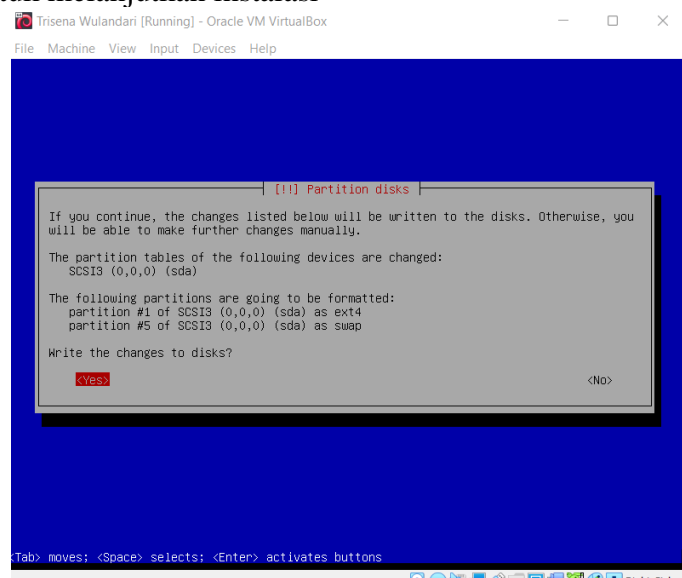 melanjutkan instalasi
Trisena Wulandari [Running] - Oracle VM VirtualBox
File Machine View Input Devices Help
[!!] Partition disks
If you continue, the changes listed below will be written to the disks. Otherwise, you
will be able to make further changes manually.
The partition tables of the following devices are changed:
SCSI3 (0,0,0) (sda)
The following partitions are going to be formatted:
partition #1 of SCSI3 (0,0,0) (sda) as ext4
partition #5 of SCSI3 (0,0,0) (sda) as swap
Write the changes to disks?
<Yes> <No>
<Tab> moves; <Space> selects; <Enter> activates buttons